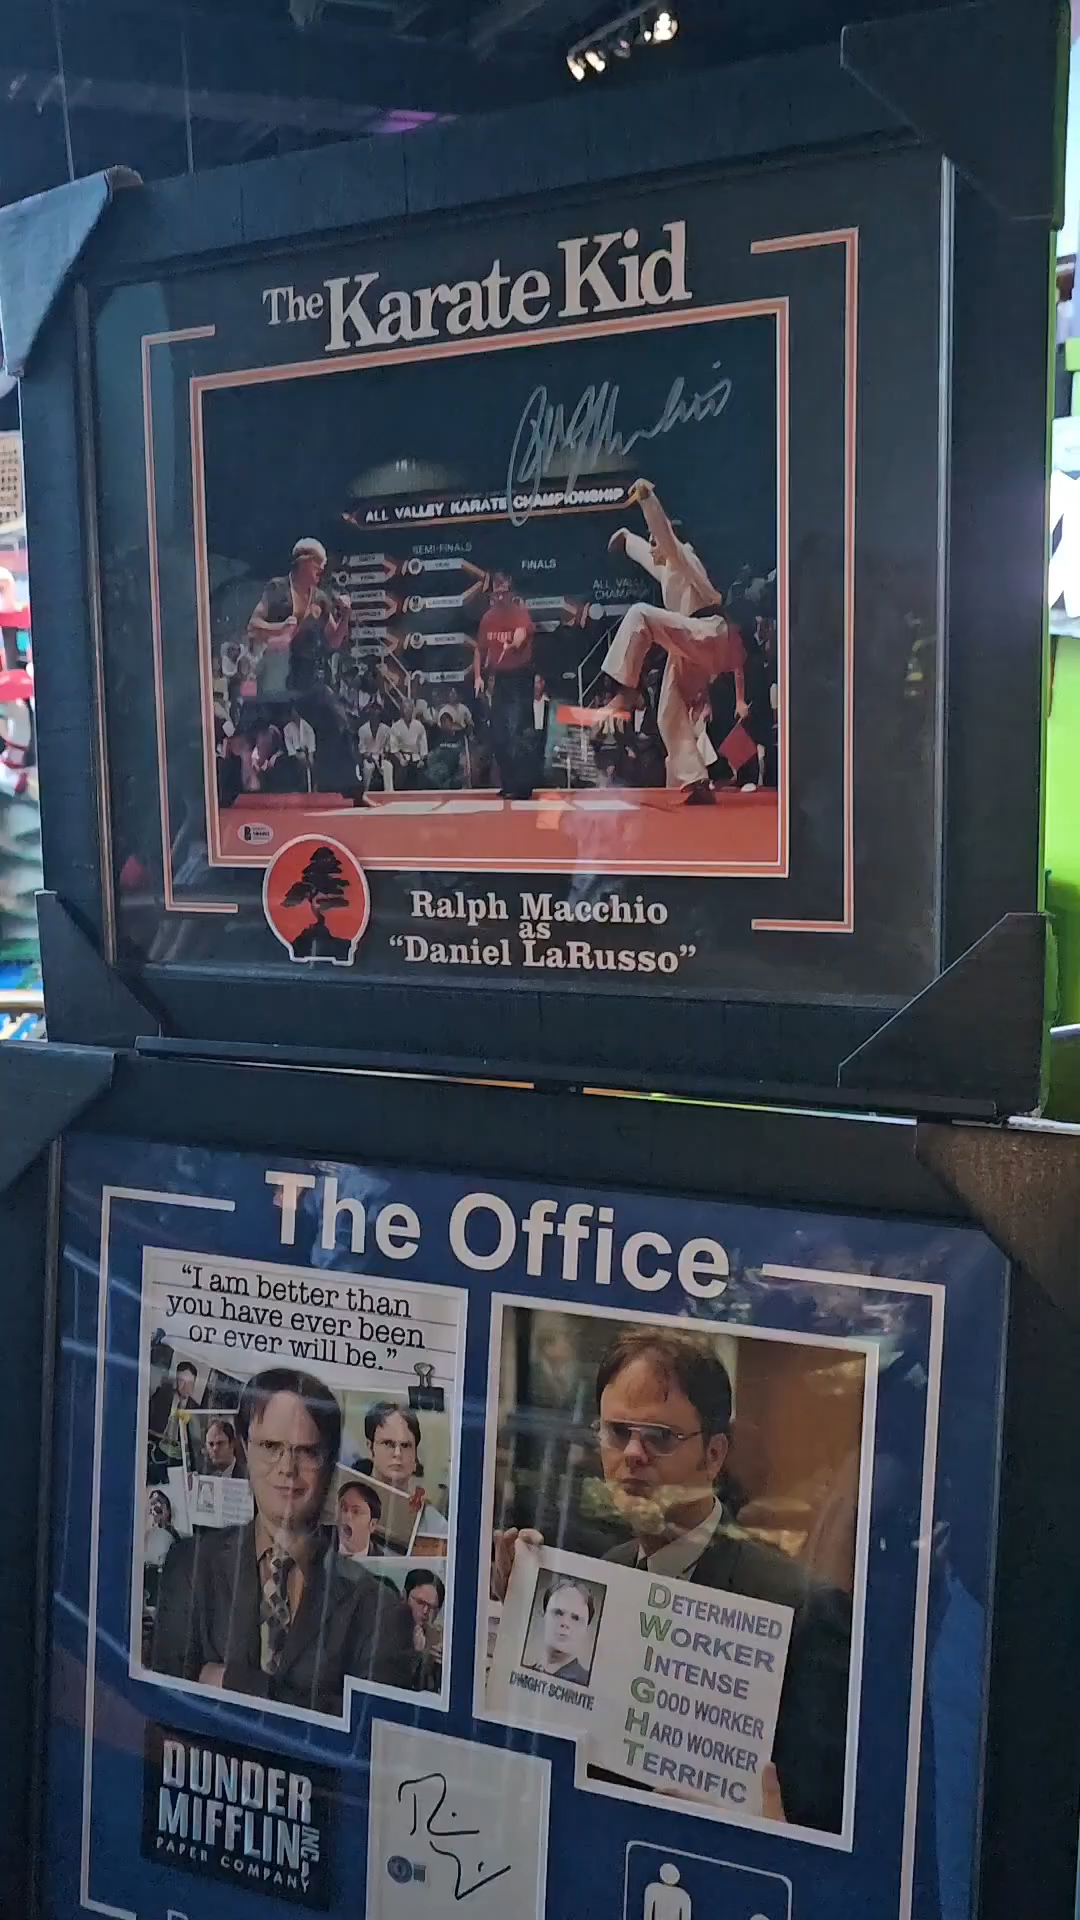 The Karate Kid
ALL VALLEY KARATE CHAMPIONSHIP
SEMI-FINALS
FINALS
Ralph Macchio
as
“Daniel LaRusso”
The Office
“I am better than
you have ever been
or ever will be.”
DETERMINED
WORKER
INTENSE
GOOD WORKER
HARD WORKER
TERRIFIC
DWIGHT SCHRUTE
DUNDER
MIFFLIN INC
PAPER COMPANY